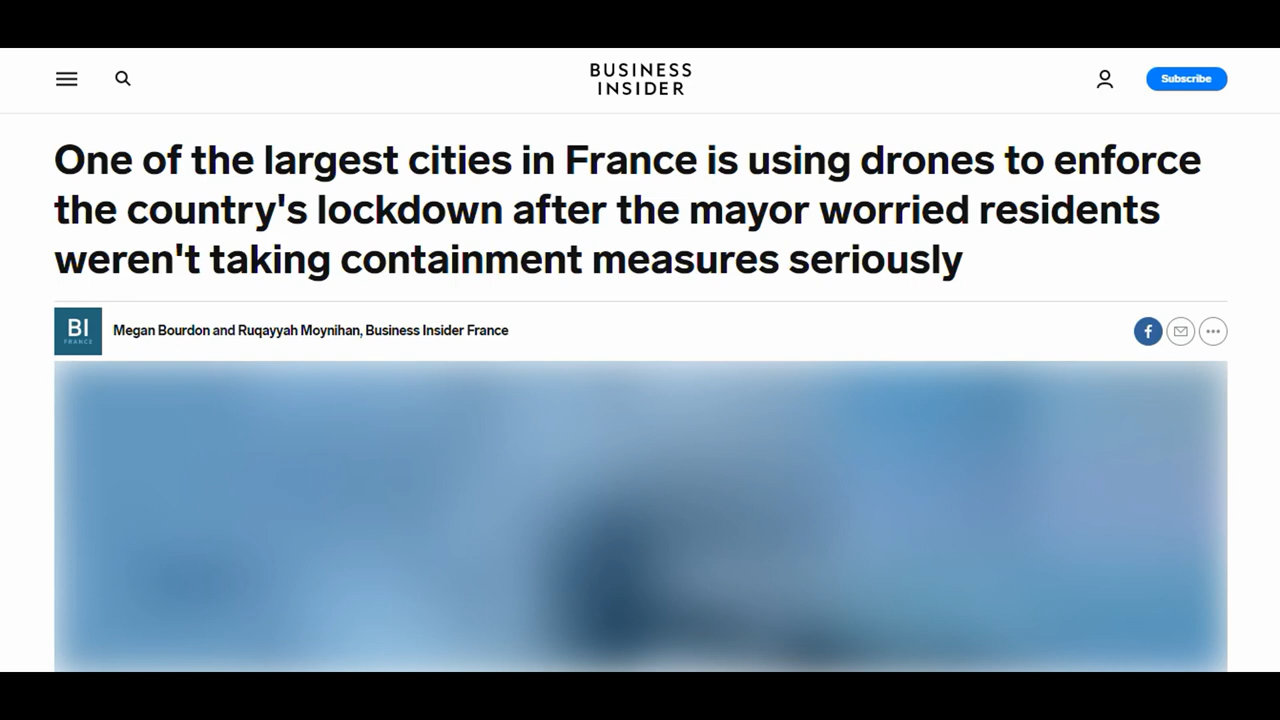 BUSINESS
INSIDER
Subscribe
One of the largest cities in France is using drones to enforce
the country's lockdown after the mayor worried residents
weren't taking containment measures seriously
BI
FRANCE
Megan Bourdon and Ruqayyah Moynihan, Business Insider France
f